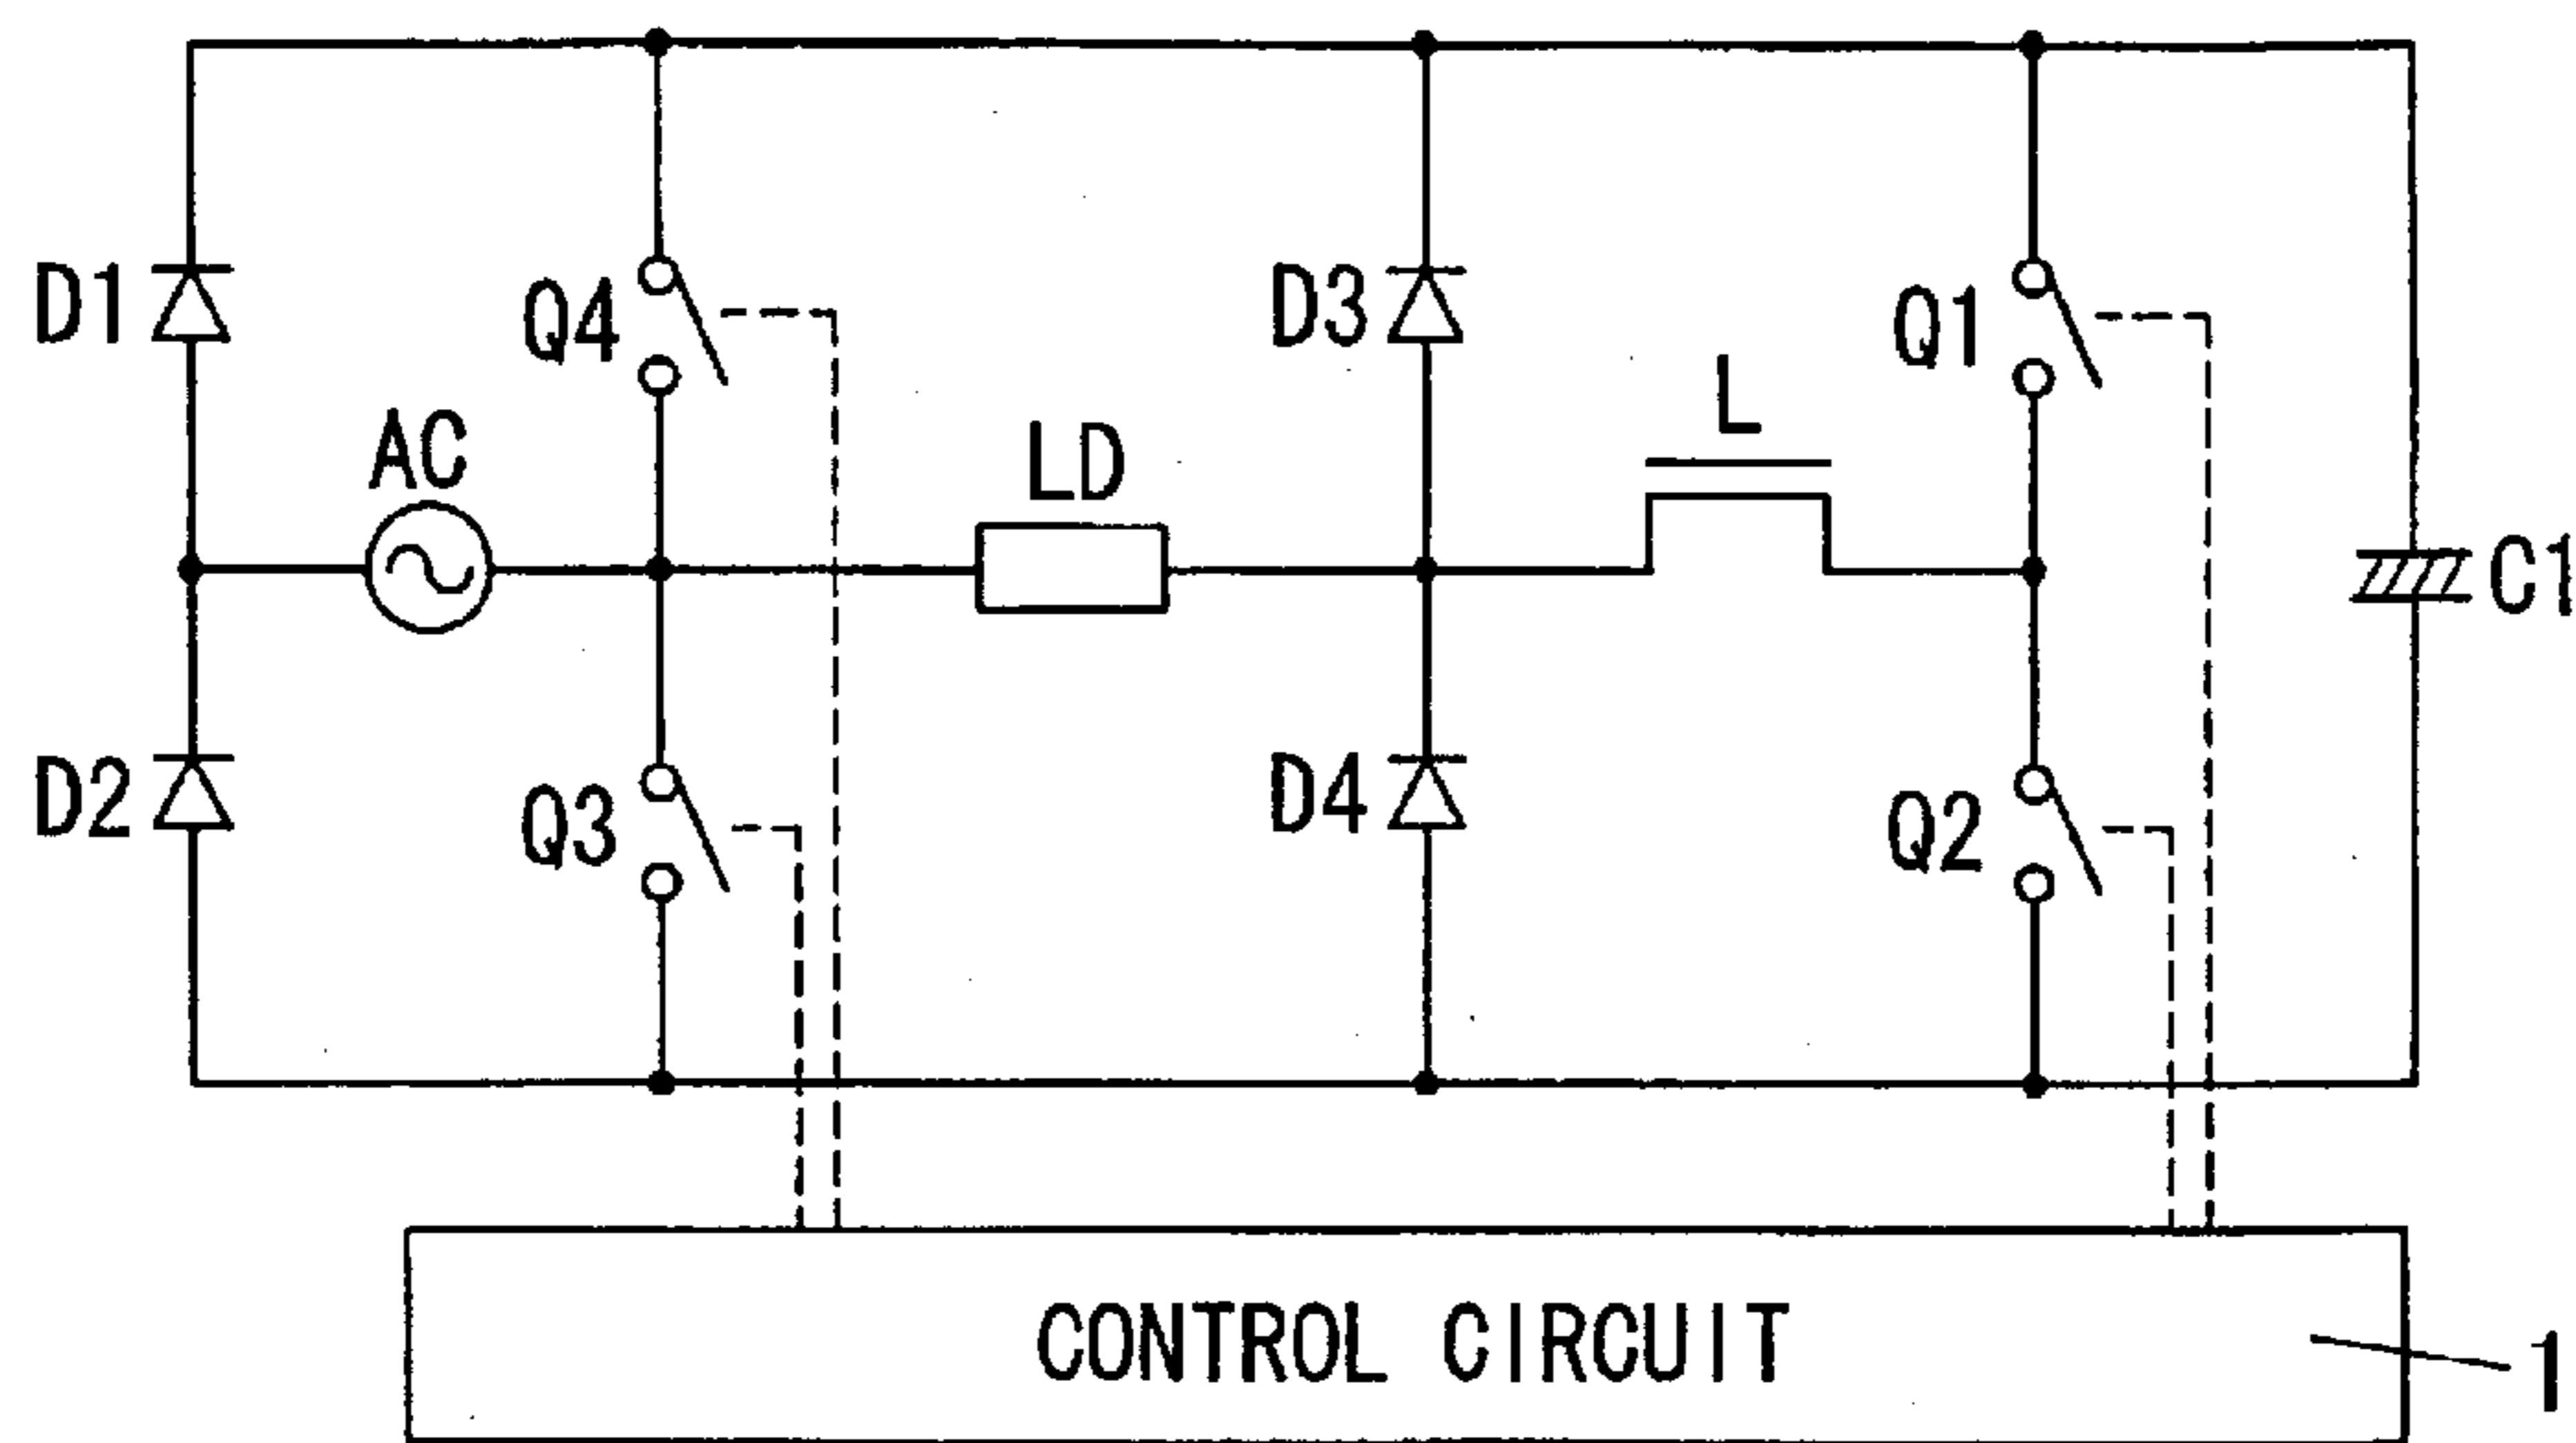 D1
Q4
D3
Q1
AC
LD
L
C1
D2
Q3
D4
Q2
CONTROL CIRCUIT
1